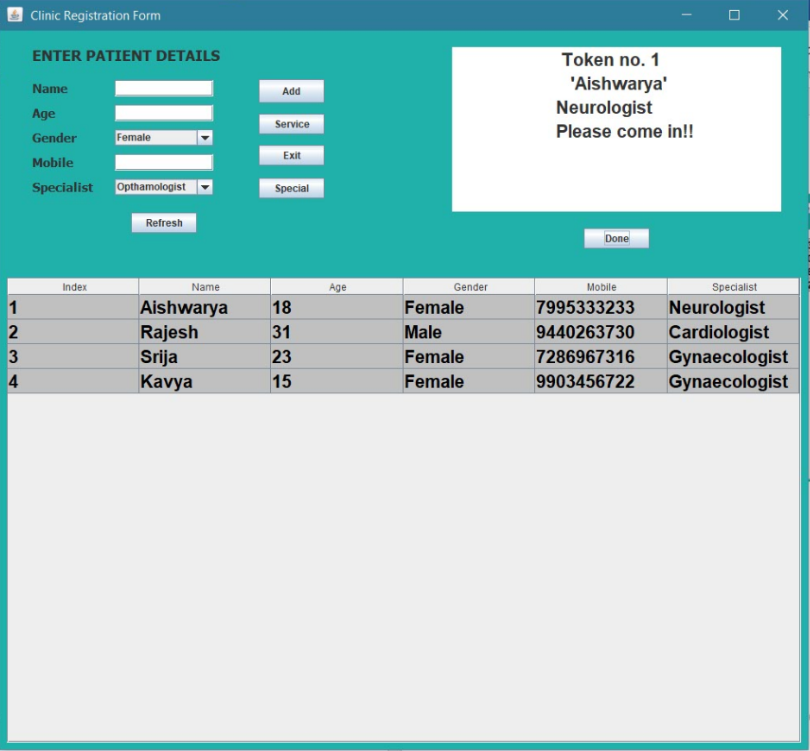 Clinic Registration Form
ENTER PATIENT DETAILS
Name
Add
Age
Service
Gender Female
Exit
Mobile
Specialist Opthamologist
Special
Refresh
Token no. 1
'Aishwarya'
Neurologist
Please come in!!
Done
Index Name Age Gender Mobile Specialist
1 Aishwarya 18 Female 7995333233 Neurologist
2 Rajesh 31 Male 9440263730 Cardiologist
3 Srija 23 Female 7286967316 Gynaecologist
4 Kavya 15 Female 9903456722 Gynaecologist